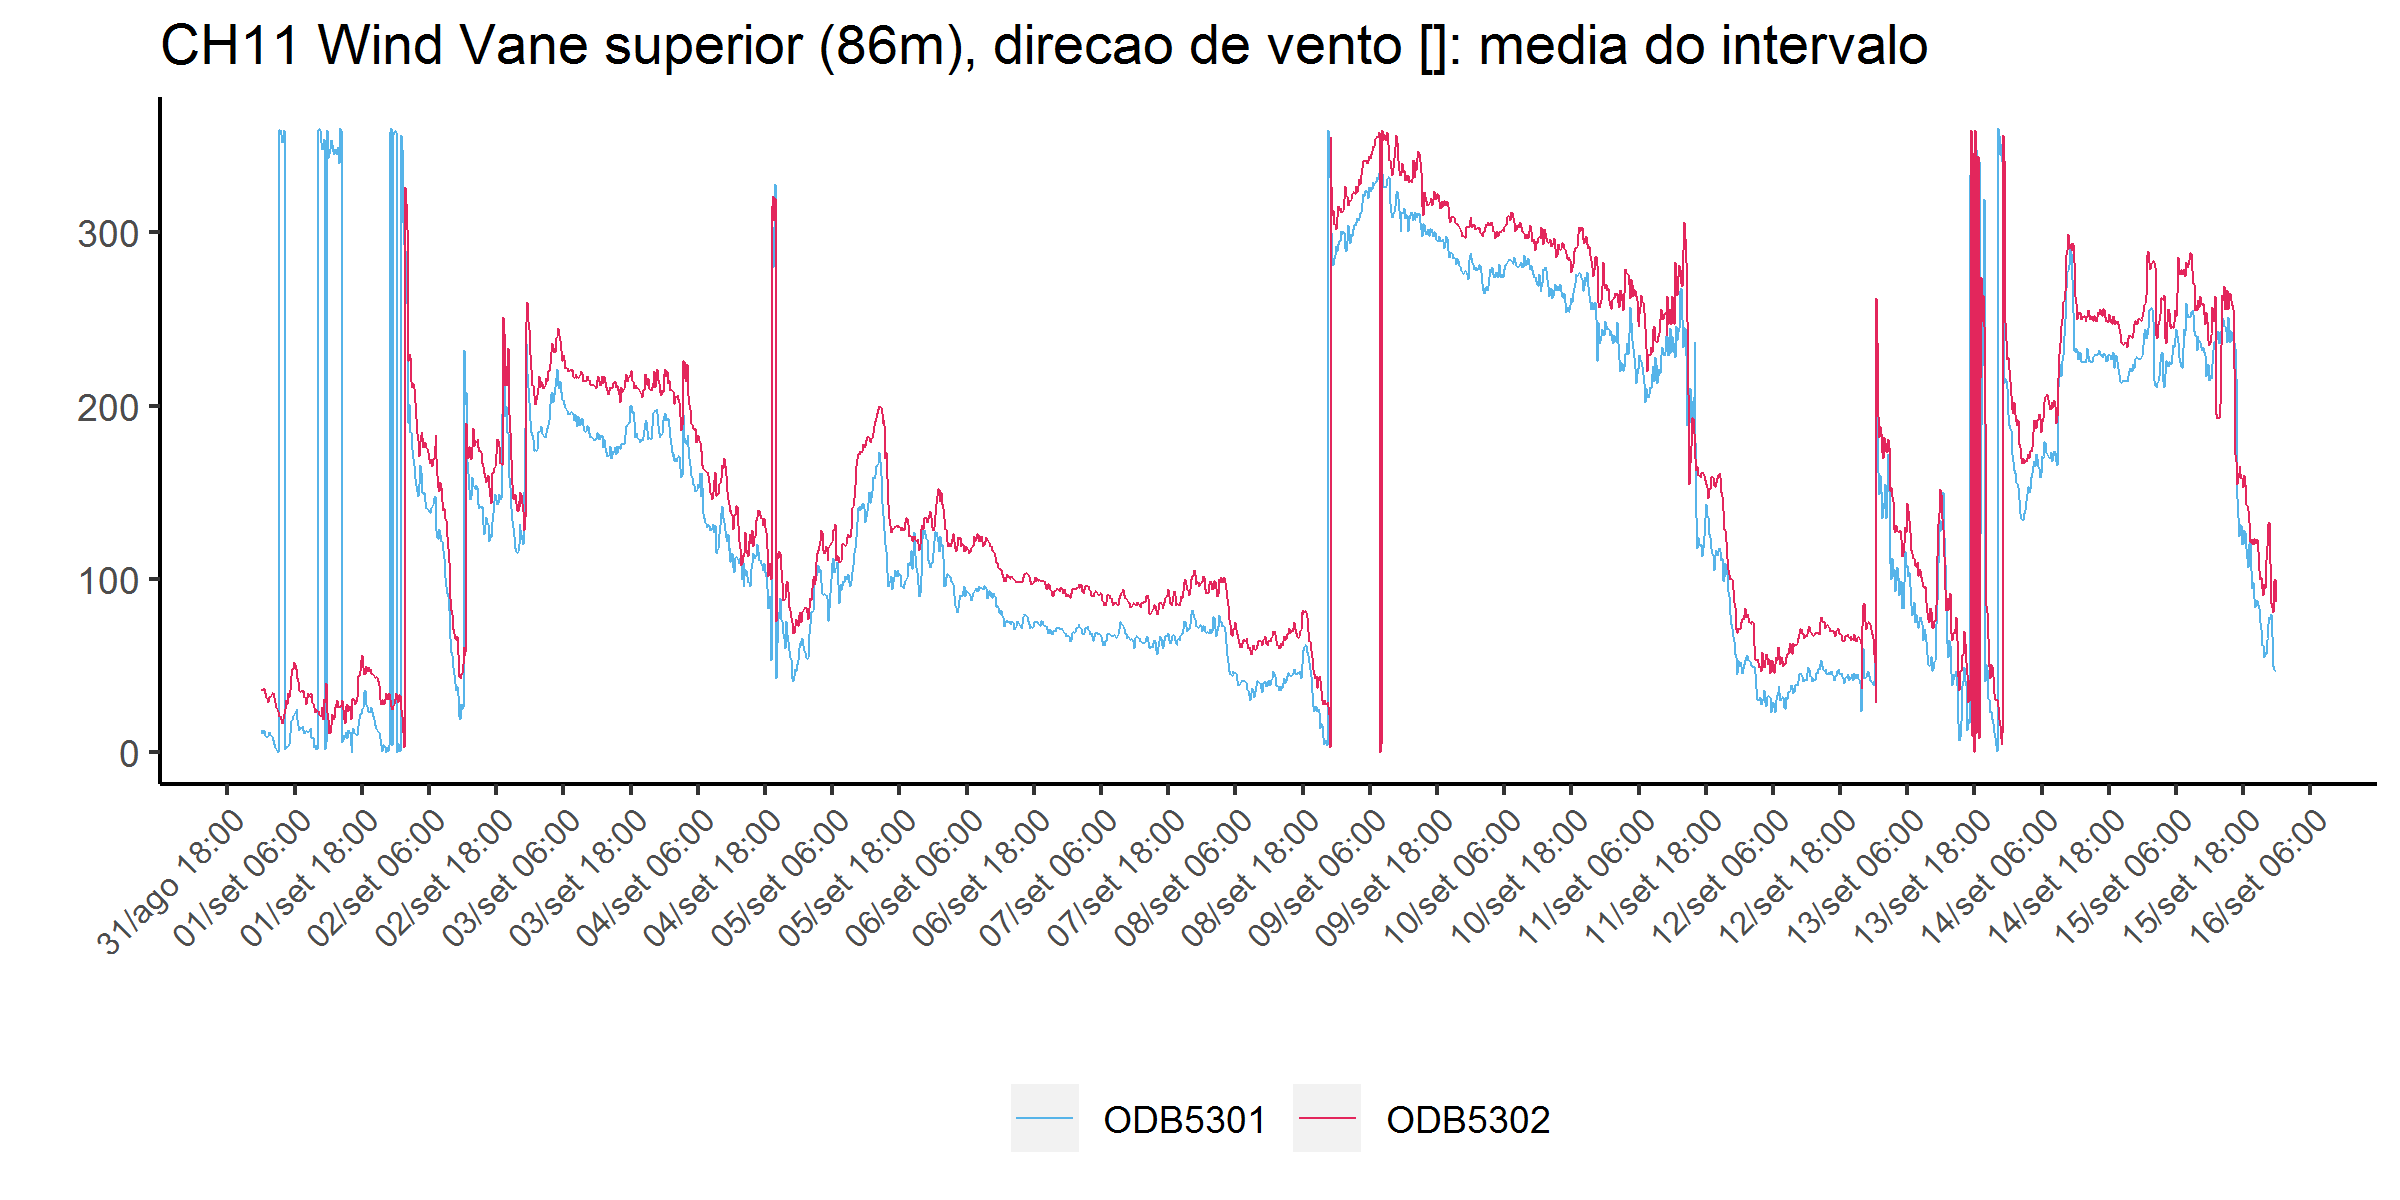 CH11 Wind Vane superior (86m), direcao de vento []: media do intervalo
300
200
100
0
31/ago 18:00
01/set 06:00
01/set 18:00
02/set 06:00
02/set 18:00
03/set 06:00
03/set 18:00
04/set 06:00
04/set 18:00
05/set 06:00
05/set 18:00
06/set 06:00
06/set 18:00
07/set 06:00
07/set 18:00
08/set 06:00
08/set 18:00
09/set 06:00
09/set 18:00
10/set 06:00
10/set 18:00
11/set 06:00
11/set 18:00
12/set 06:00
12/set 18:00
13/set 06:00
13/set 18:00
14/set 06:00
14/set 18:00
15/set 06:00
15/set 18:00
16/set 06:00
ODB5301
ODB5302